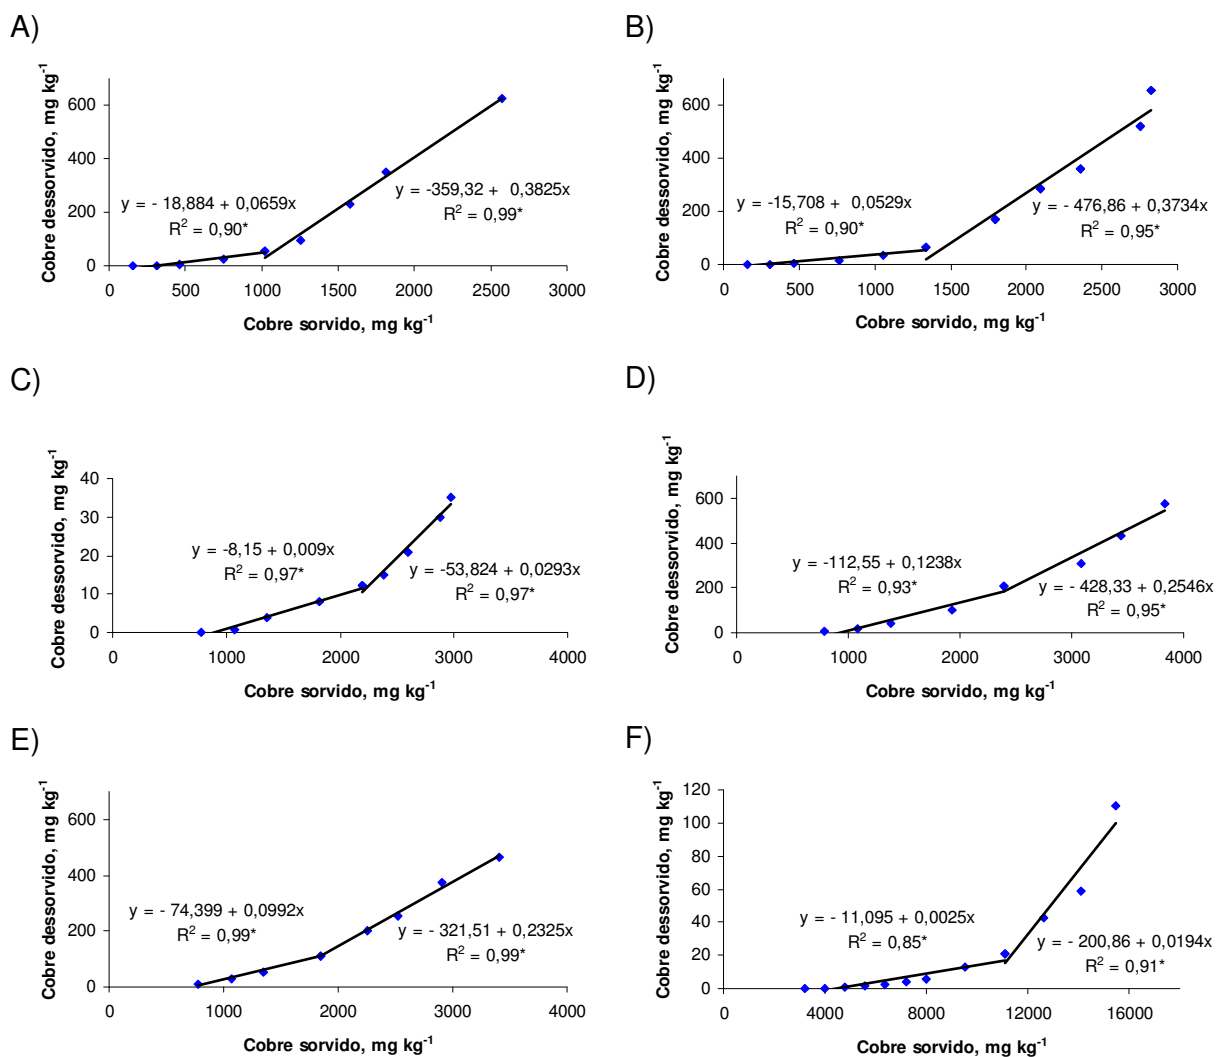 A)
Cobre dessorvido, mg kg⁻¹
600
400
200
0
y = - 18,884 + 0,0659x
R² = 0,90*
y = -359,32 + 0,3825x
R² = 0,99*
0 500 1000 1500 2000 2500 3000
Cobre sorvido, mg kg⁻¹
B)
Cobre dessorvido, mg kg⁻¹
600
400
200
0
y = -15,708 + 0,0529x
R² = 0,90*
y = - 476,86 + 0,3734x
R² = 0,95*
0 500 1000 1500 2000 2500 3000
Cobre sorvido, mg kg⁻¹
C)
Cobre dessorvido, mg kg⁻¹
40
30
20
10
0
y = -8,15 + 0,009x
R² = 0,97*
y = -53,824 + 0,0293x
R² = 0,97*
0 1000 2000 3000 4000
Cobre sorvido, mg kg⁻¹
D)
Cobre dessorvido, mg kg⁻¹
600
400
200
0
y = -112,55 + 0,1238x
R² = 0,93*
y = - 428,33 + 0,2546x
R² = 0,95*
0 1000 2000 3000 4000
Cobre sorvido, mg kg⁻¹
E)
Cobre dessorvido, mg kg⁻¹
600
400
200
0
y = - 74,399 + 0,0992x
R² = 0,99*
y = - 321,51 + 0,2325x
R² = 0,99*
0 1000 2000 3000 4000
Cobre sorvido, mg kg⁻¹
F)
Cobre dessorvido, mg kg⁻¹
120
100
80
60
40
20
0
y = - 11,095 + 0,0025x
R² = 0,85*
y = - 200,86 + 0,0194x
R² = 0,91*
0 4000 8000 12000 16000
Cobre sorvido, mg kg⁻¹